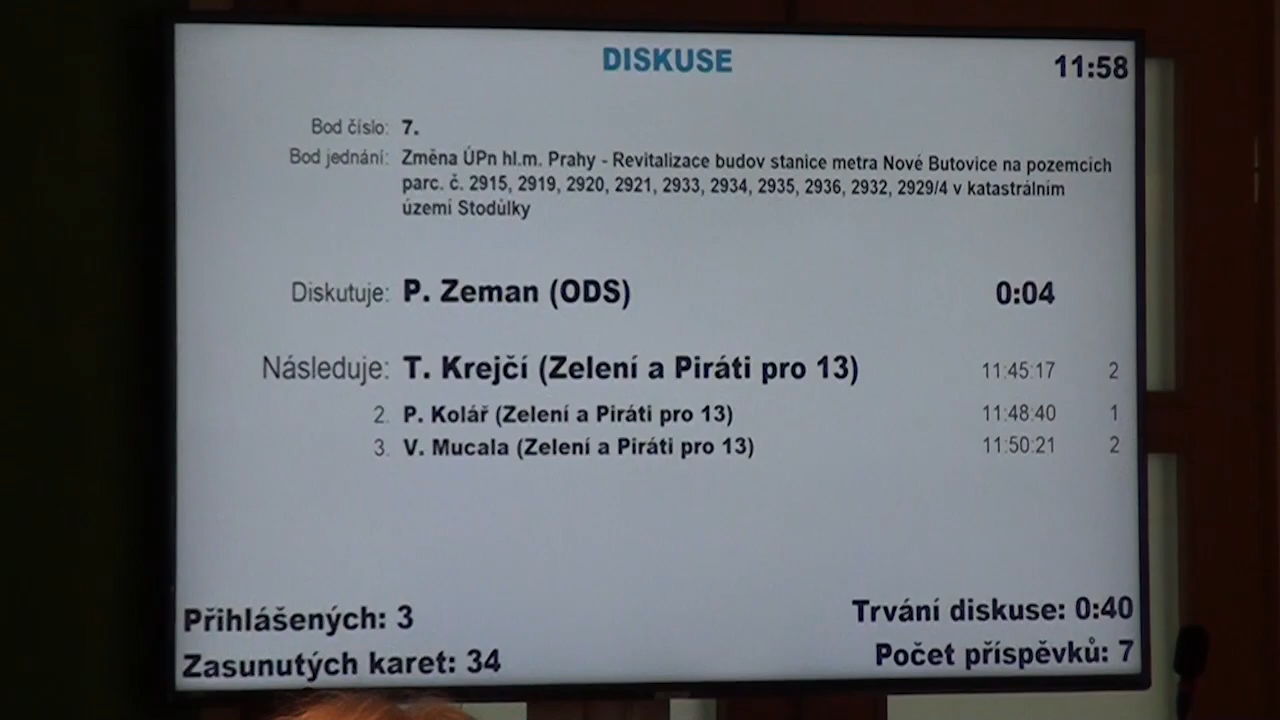 DISKUSE
11:58
Bod číslo: 7.
Bod jednání: Změna ÚPn hl.m. Prahy - Revitalizace budov stanice metra Nové Butovice na pozemcích
parc. č. 2915, 2919, 2920, 2921, 2933, 2934, 2935, 2936, 2932, 2929/4 v katastrálním
území Stodůlky
Diskutuje: P. Zeman (ODS) 0:04
Následuje: T. Krejčí (Zelení a Piráti pro 13) 11:45:17 2
2. P. Kolář (Zelení a Piráti pro 13) 11:48:40 1
3. V. Mucala (Zelení a Piráti pro 13) 11:50:21 2
Přihlášených: 3 Trvání diskuse: 0:40
Zasunutých karet: 34 Počet příspěvků: 7